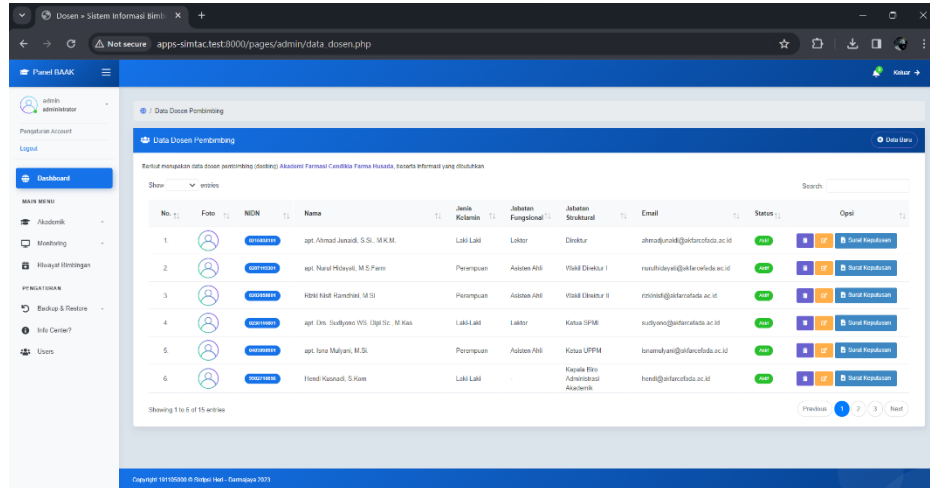 Dosen » Sistem Informasi Bimb
Not secure apps-simtac.test:8000/pages/admin/data_dosen.php
Panel BAAK
Keluar
admin
administrator
Pengaturan Account
Logout
Dashboard
MAIN MENU
Akademik
Monitoring
Riwayat Bimbingan
PENGATURAN
Backup & Restore
Info Center?
Users
/ Data Dosen Pembimbing
Data Dosen Pembimbing
Data Baru
Berikut merupakan data dosen pembimbing (dosbing) Akademi Farmasi Cendikia Farma Husada, beserta informasi yang dibutuhkan
Show entries
Search:
No. Foto NIDN Nama Jenis Kelamin Jabatan Fungsional Jabatan Struktural Email Status Opsi
1. apt. Ahmad Junaidi, S.Si., M.K.M. Laki-Laki Lektor Direktur ahmadjunaidi@akfarcefada.ac.id Aktif Surat Keputusan
2. apt. Nurul Hidayati, M.S.Farm Perempuan Asisten Ahli Wakil Direktur I nurulhidayati@akfarcefada.ac.id Aktif Surat Keputusan
3. Rizki Nisfi Ramdhini, M.Si Perempuan Asisten Ahli Wakil Direktur II rizkinisfi@akfarcefada.ac.id Aktif Surat Keputusan
4. apt. Drs. Sudiyono WS. Dipl.Sc., M.Kes Laki-Laki Lektor Ketua SPMI sudiyono@akfarcefada.ac.id Aktif Surat Keputusan
5. apt. Isna Mulyani, M.Si. Perempuan Asisten Ahli Ketua UPPM isnamulyani@akfarcefada.ac.id Aktif Surat Keputusan
6. Hendi Kusnadi, S.Kom Laki-Laki - Kepala Biro Administrasi Akademik hendi@akfarcefada.ac.id Aktif Surat Keputusan
Showing 1 to 6 of 15 entries
Previous 1 2 3 Next
Copyright 191105000 © Skripsi Heri - Darmajaya 2023